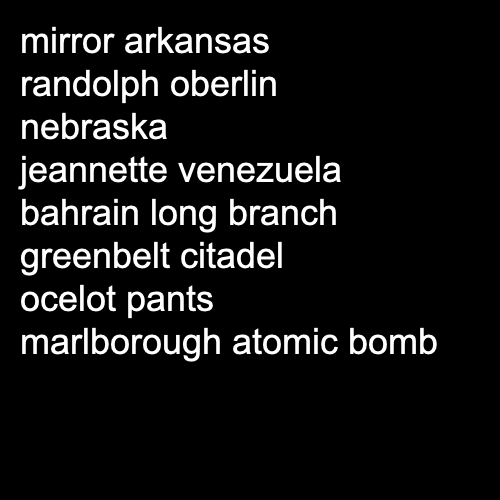 mirror arkansas
randolph oberlin
nebraska
jeannette venezuela
bahrain long branch
greenbelt citadel
ocelot pants
marlborough atomic bomb